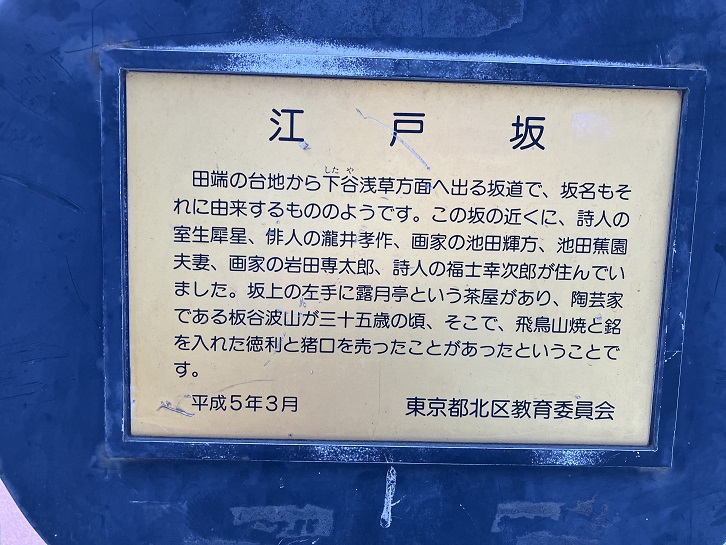 江戸坂
田端の台地から下谷浅草方面へ出る坂道で、坂名もそ
したや
れに由来するもののようです。この坂の近くに、詩人の
室生犀星、俳人の瀧井孝作、画家の池田輝方、池田蕉園
夫妻、画家の岩田専太郎、詩人の福士幸次郎が住んでい
ました。坂上の左手に露月亭という茶屋があり、陶芸家
である板谷波山が三十五歳の頃、そこで、飛鳥山焼と銘
を入れた徳利と猪口を売ったことがあったということで
す。
平成5年3月 東京都北区教育委員会